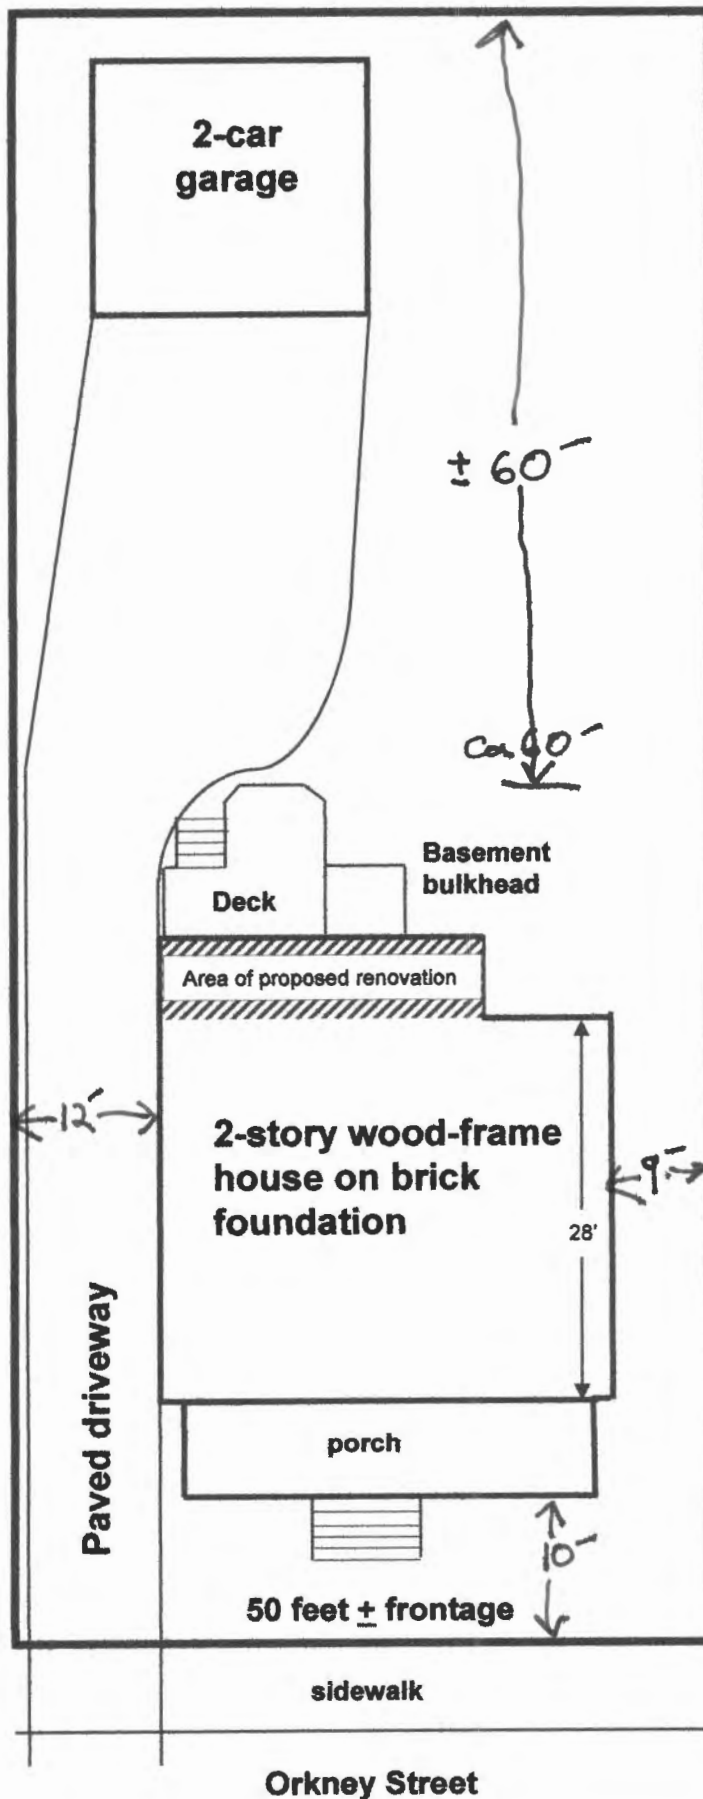 2-car
garage
± 60'
Basement
bulkhead
Deck
Area of proposed renovation
12'
2-story wood-frame
house on brick
foundation
9'
28'
Paved driveway
porch
10'
50 feet ± frontage
sidewalk
Orkney Street